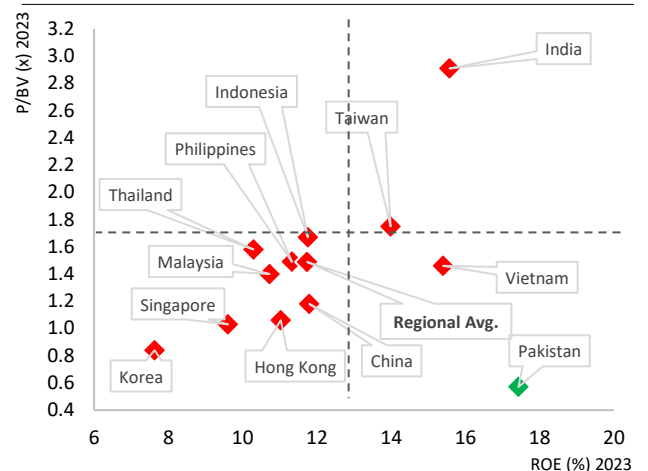 P/BV (x) 2023
3.2
3.0
2.8
2.6
2.4
2.2
2.0
1.8
1.6
1.4
1.2
1.0
0.8
0.6
0.4
India
Indonesia
Taiwan
Philippines
Thailand
Malaysia
Vietnam
Singapore
Regional Avg.
Pakistan
Korea
Hong Kong
China
6 8 10 12 14 16 18 20
ROE (%) 2023